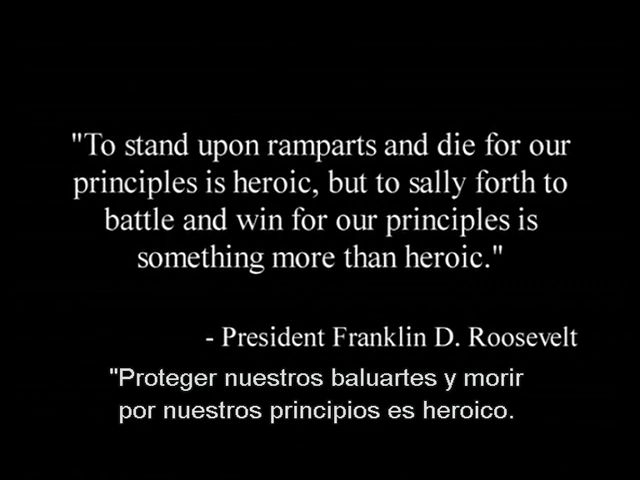 "To stand upon ramparts and die for our
principles is heroic, but to sally forth to
battle and win for our principles is
something more than heroic."
- President Franklin D. Roosevelt
"Proteger nuestros baluartes y morir
por nuestros principios es heroico.